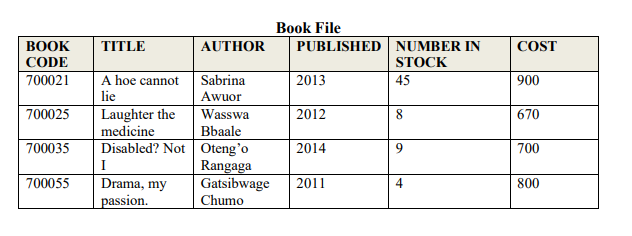 Book File
BOOK CODE TITLE AUTHOR PUBLISHED NUMBER IN STOCK COST
700021 A hoe cannot lie Sabrina Awuor 2013 45 900
700025 Laughter the medicine Wasswa Bbaale 2012 8 670
700035 Disabled? Not I Oteng’o Rangaga 2014 9 700
700055 Drama, my passion. Gatsibwage Chumo 2011 4 800